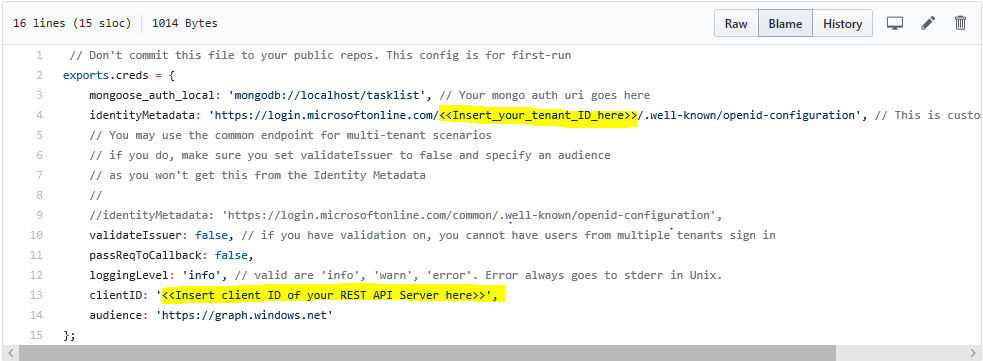 16 lines (15 sloc) 1014 Bytes Raw Blame History
1 // Don't commit this file to your public repos. This config is for first-run
2 exports.creds = {
3 mongoose_auth_local: 'mongodb://localhost/tasklist', // Your mongo auth uri goes here
4 identityMetadata: 'https://login.microsoftonline.com/<<Insert_your_tenant_ID_here>>/.well-known/openid-configuration', // This is custo
5 // You may use the common endpoint for multi-tenant scenarios
6 // if you do, make sure you set validateIssuer to false and specify an audience
7 // as you won't get this from the Identity Metadata
8 //
9 //identityMetadata: 'https://login.microsoftonline.com/common/.well-known/openid-configuration',
10 validateIssuer: false, // if you have validation on, you cannot have users from multiple tenants sign in
11 passReqToCallback: false,
12 loggingLevel: 'info', // valid are 'info', 'warn', 'error'. Error always goes to stderr in Unix.
13 clientID: '<<Insert client ID of your REST API Server here>>',
14 audience: 'https://graph.windows.net'
15 };